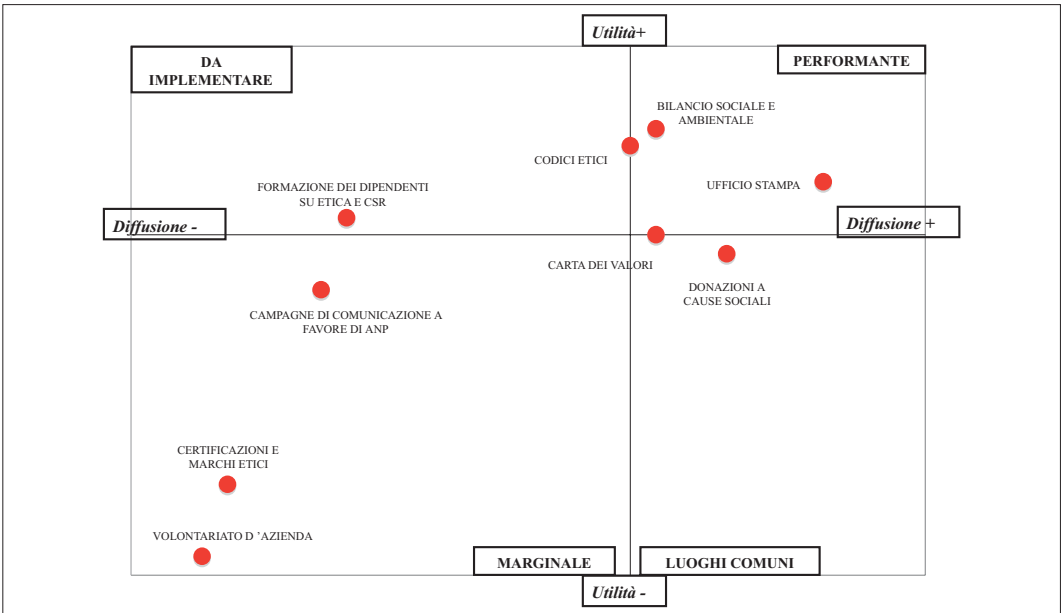 Utilità+
DA
IMPLEMENTARE
PERFORMANTE
BILANCIO SOCIALE E
AMBIENTALE
CODICI ETICI
UFFICIO STAMPA
FORMAZIONE DEI DIPENDENTI
SU ETICA E CSR
Diffusione -
Diffusione +
CARTA DEI VALORI
DONAZIONI A
CAUSE SOCIALI
CAMPAGNE DI COMUNICAZIONE A
FAVORE DI ANP
CERTIFICAZIONI E
MARCHI ETICI
VOLONTARIATO D ’AZIENDA
MARGINALE
LUOGHI COMUNI
Utilità -